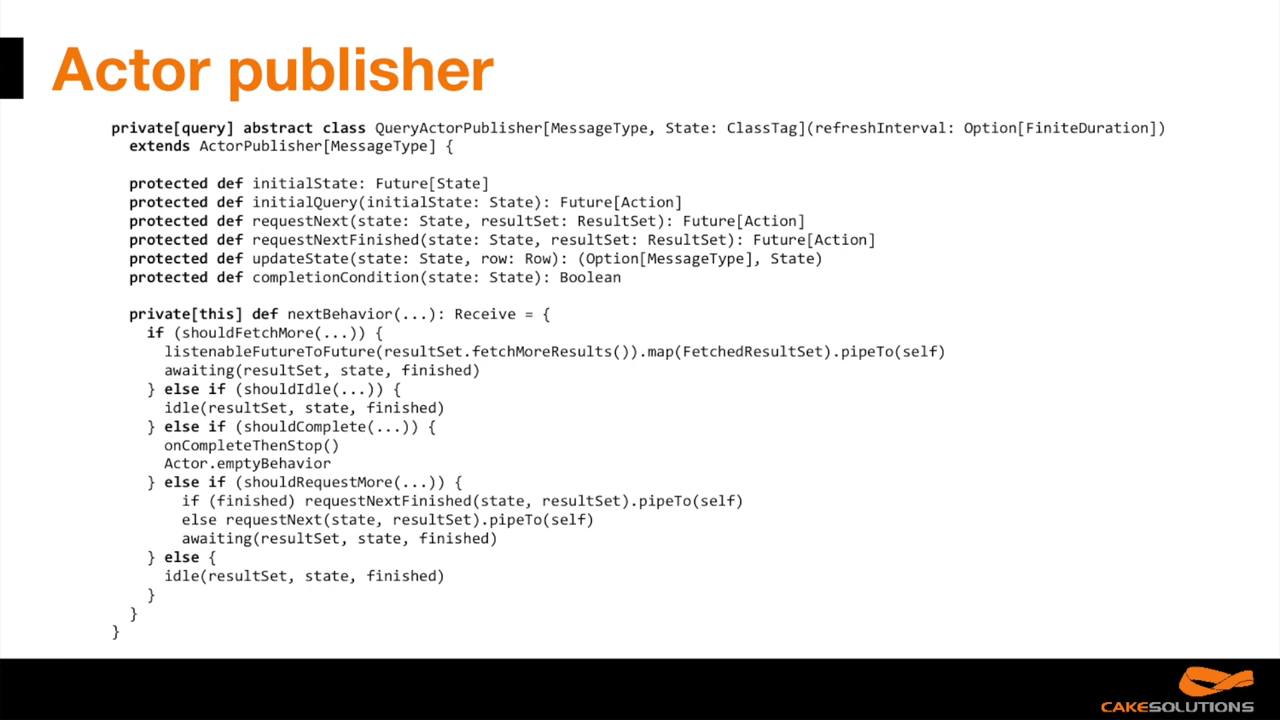 Actor publisher
private[query] abstract class QueryActorPublisher[MessageType, State: ClassTag](refreshInterval: Option[FiniteDuration])
  extends ActorPublisher[MessageType] {
  protected def initialState: Future[State]
  protected def initialQuery(initialState: State): Future[Action]
  protected def requestNext(state: State, resultSet: ResultSet): Future[Action]
  protected def requestNextFinished(state: State, resultSet: ResultSet): Future[Action]
  protected def updateState(state: State, row: Row): (Option[MessageType], State)
  protected def completionCondition(state: State): Boolean
  private[this] def nextBehavior(...): Receive = {
    if (shouldFetchMore(...)) {
      listenableFutureToFuture(resultSet.fetchMoreResults()).map(FetchedResultSet).pipeTo(self)
      awaiting(resultSet, state, finished)
    } else if (shouldIdle(...)) {
      idle(resultSet, state, finished)
    } else if (shouldComplete(...)) {
      onCompleteThenStop()
      Actor.emptyBehavior
    } else if (shouldRequestMore(...)) {
        if (finished) requestNextFinished(state, resultSet).pipeTo(self)
        else requestNext(state, resultSet).pipeTo(self)
        awaiting(resultSet, state, finished)
    } else {
      idle(resultSet, state, finished)
    }
  }
}
CAKESOLUTIONS